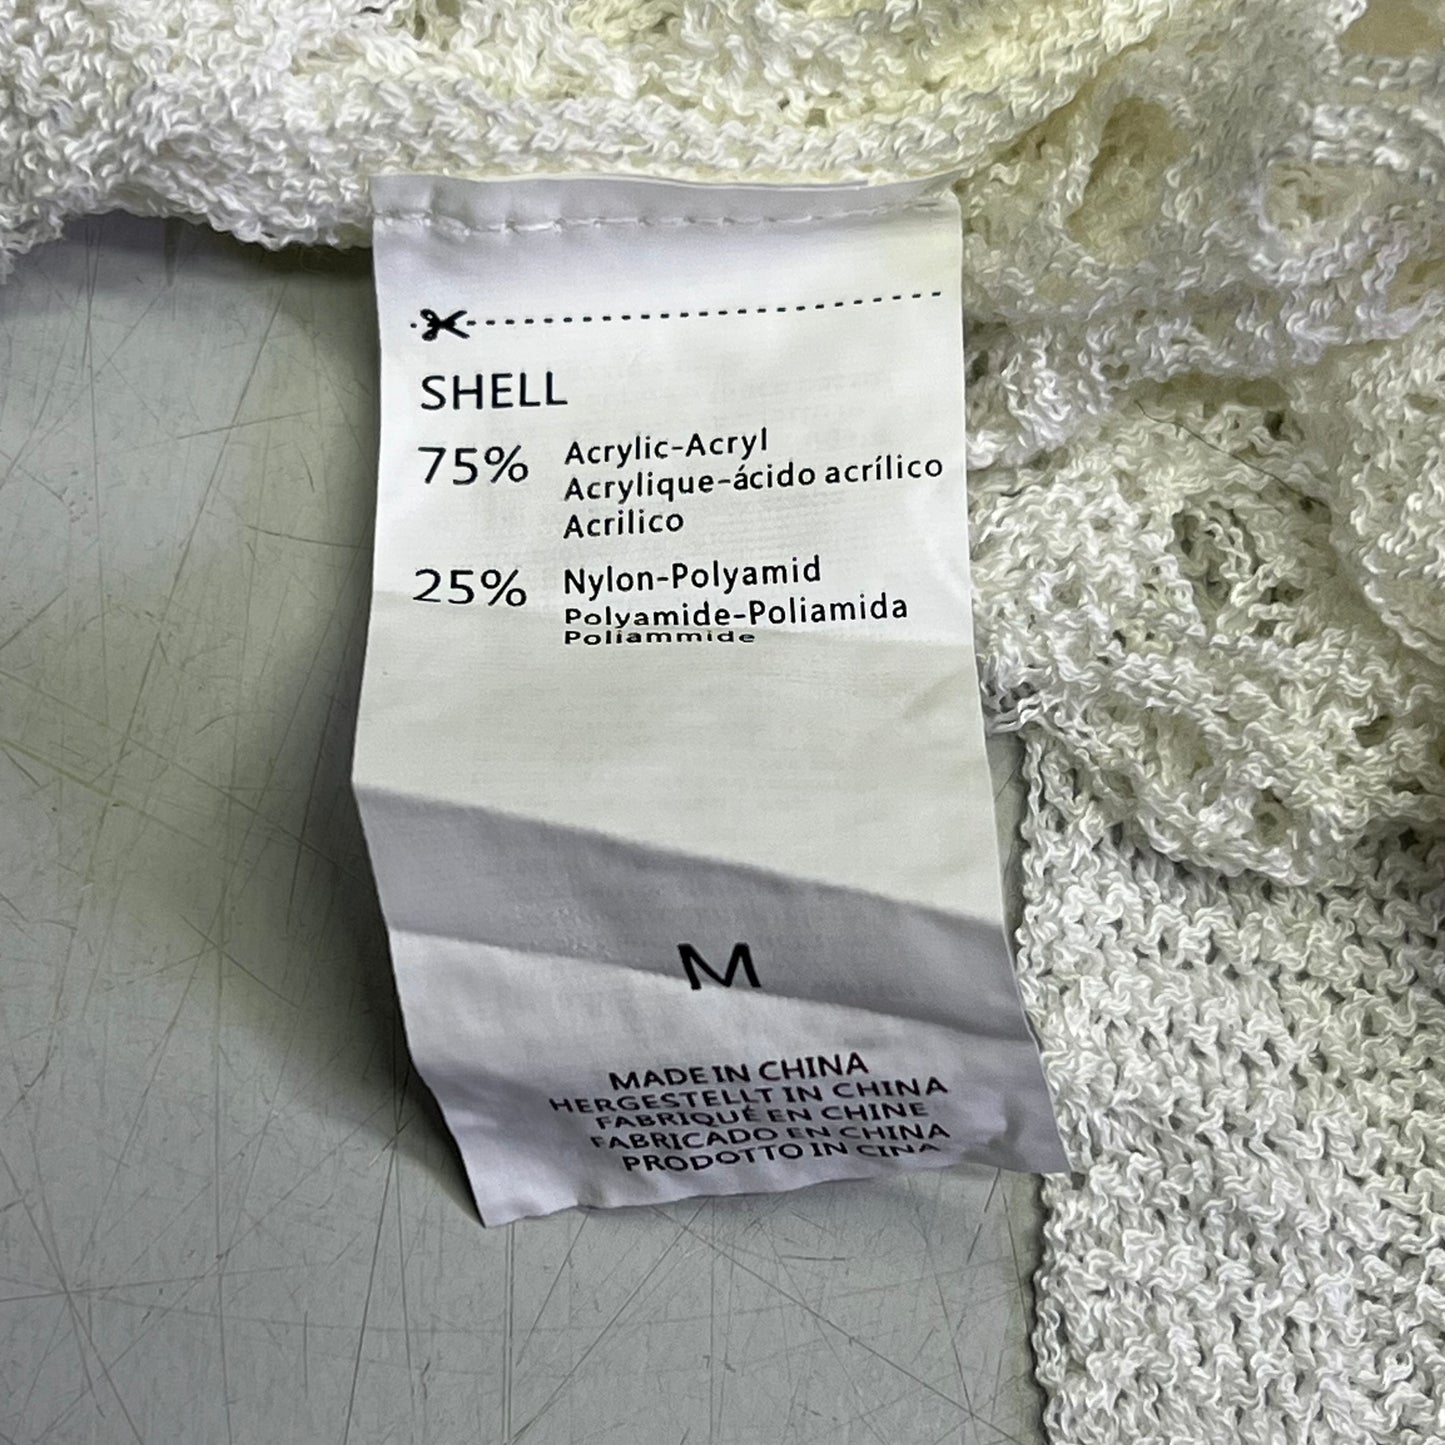 SHELL
75% Acrylic-Acryl
Acrylique-ácido acrílico
Acrilico
25% Nylon-Polyamid
Polyamide-Poliamida
Poliammide
M
MADE IN CHINA
HERGESTELLT IN CHINA
FABRIQUÉ EN CHINE
FABRICADO EN CHINA
PRODOTTO IN CINA